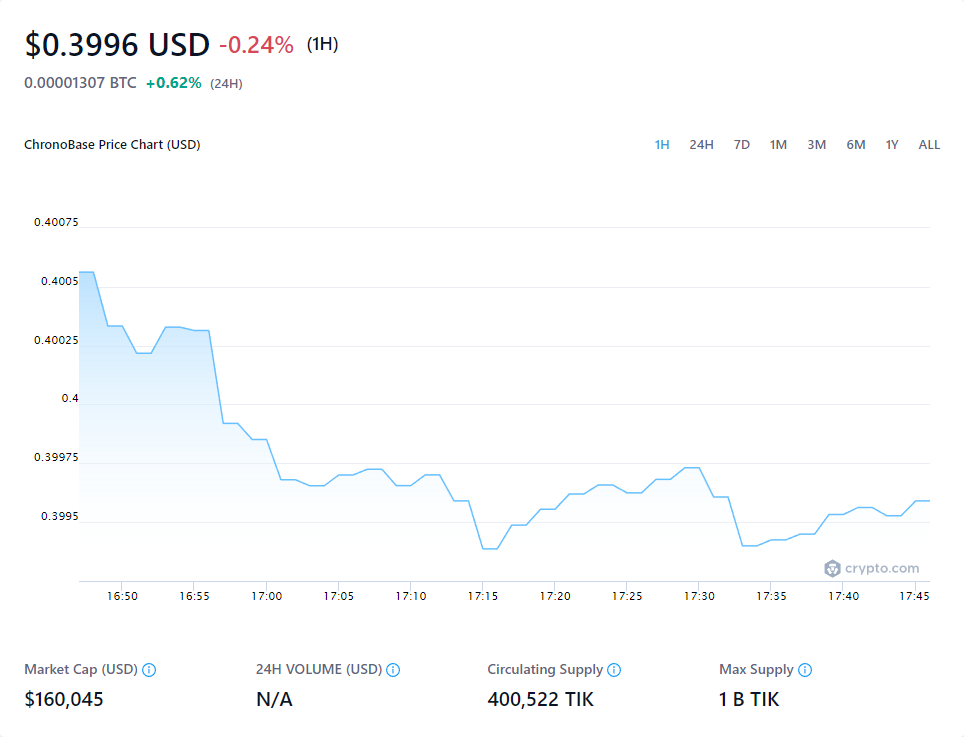 $0.3996 USD -0.24% (1H)
0.00001307 BTC +0.62% (24H)
ChronoBase Price Chart (USD) 1H 24H 7D 1M 3M 6M 1Y ALL
0.40075
0.4005
0.40025
0.4
0.39975
0.3995
crypto.com
16:50 16:55 17:00 17:05 17:10 17:15 17:20 17:25 17:30 17:35 17:40 17:45
Market Cap (USD) 24H VOLUME (USD) Circulating Supply Max Supply
$160,045 N/A 400,522 TIK 1 B TIK